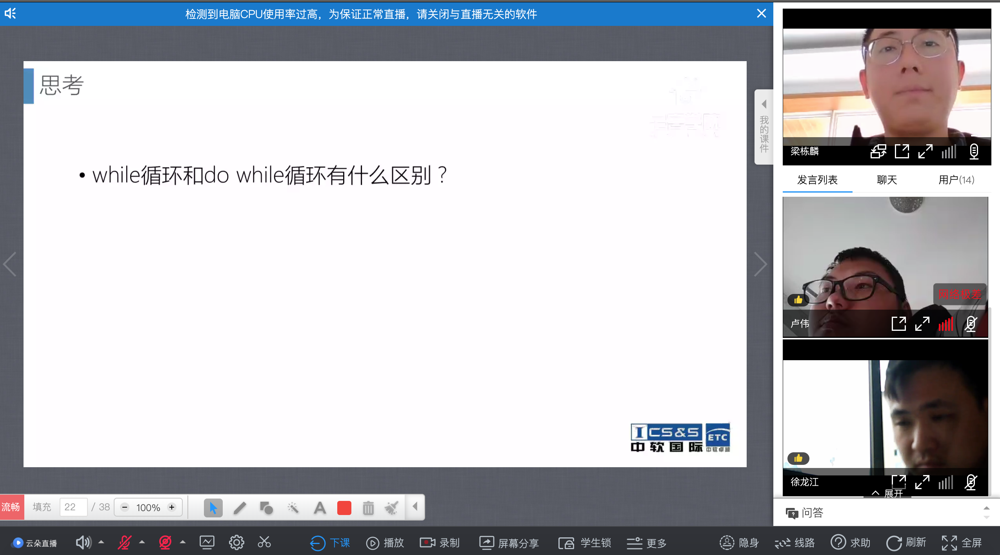 检测到电脑CPU使用率过高，为保证正常直播，请关闭与直播无关的软件
思考
• while循环和do while循环有什么区别？
ICS&S
ETC
中软国际
中软卓越
我的课件
梁栋麟
发言列表 聊天 用户(14)
网络极差
卢伟
徐龙江
展开
问答
流畅 填充 22 / 38 100%
云朵直播 下课 播放 录制 屏幕分享 学生锁 更多 隐身 线路 求助 刷新 全屏